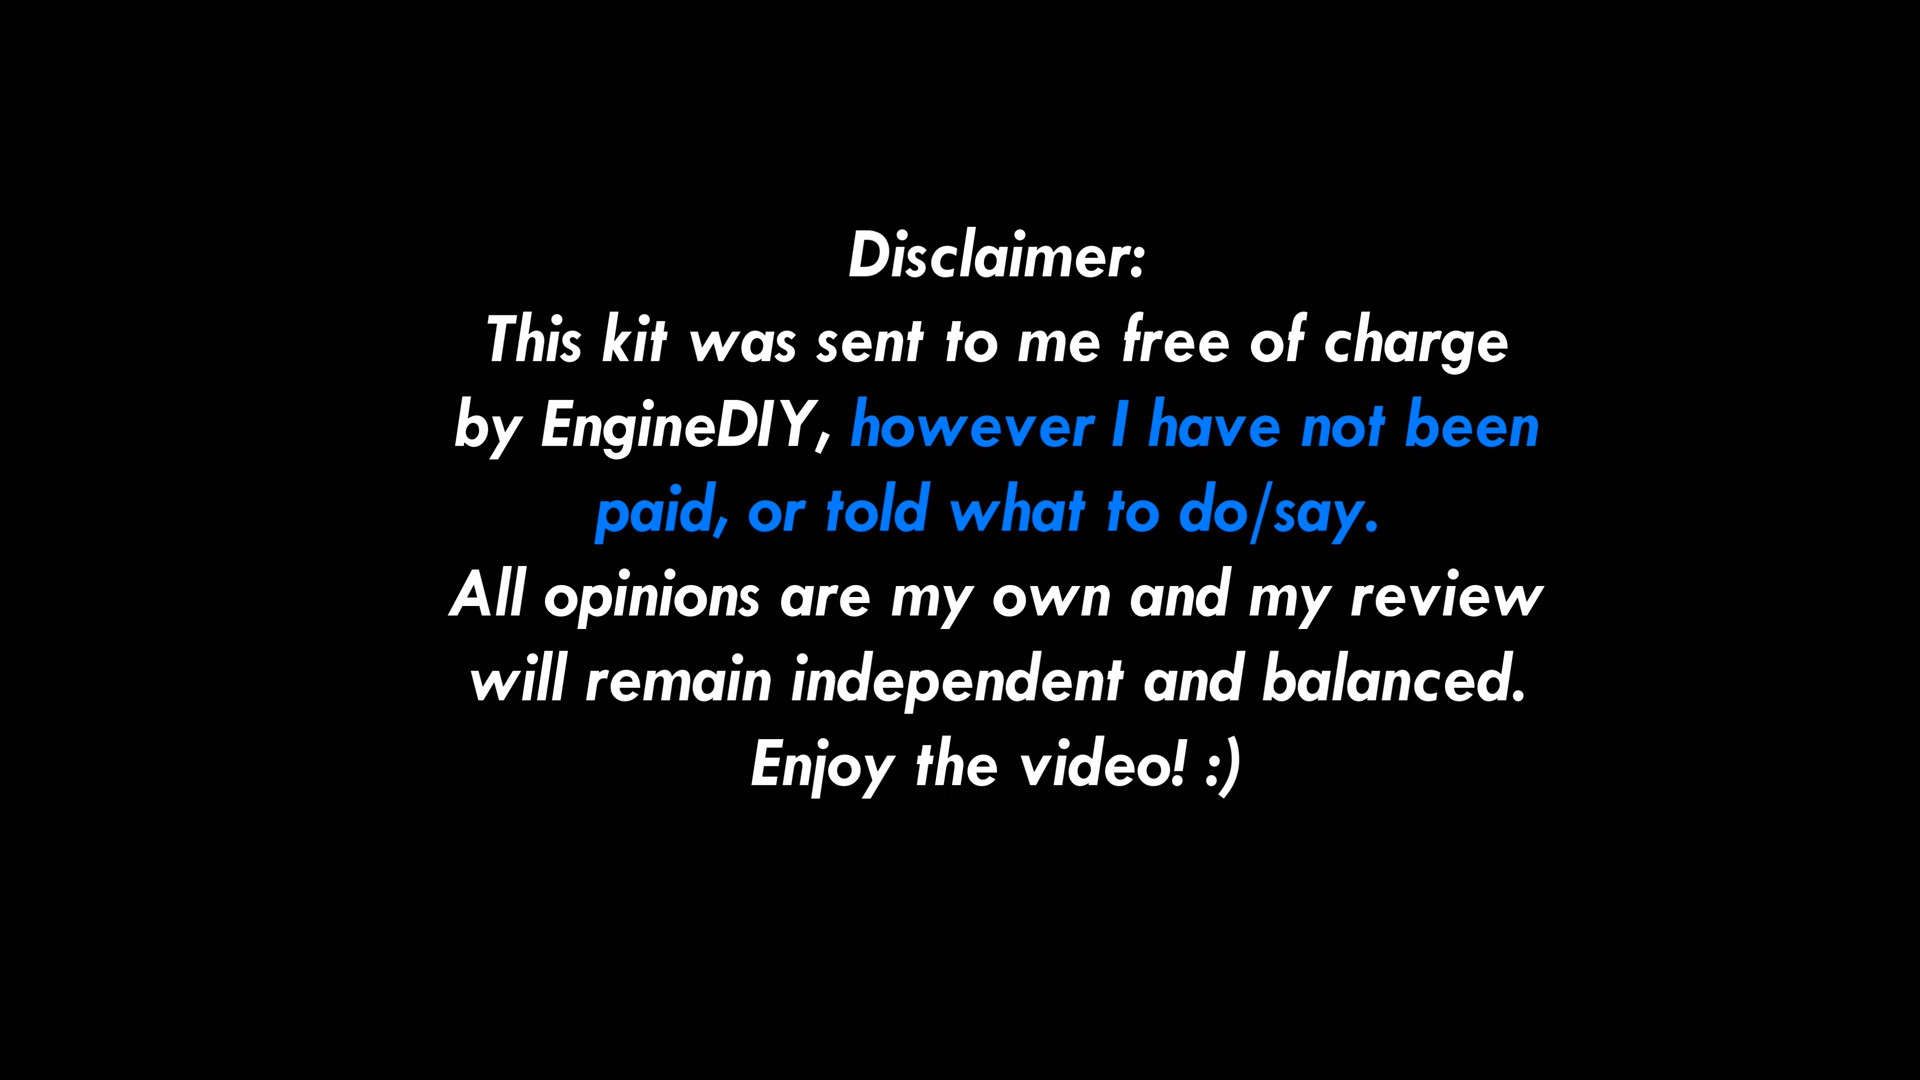 Disclaimer:
This kit was sent to me free of charge
by EngineDIY, however I have not been
paid, or told what to do/say.
All opinions are my own and my review
will remain independent and balanced.
Enjoy the video! :)